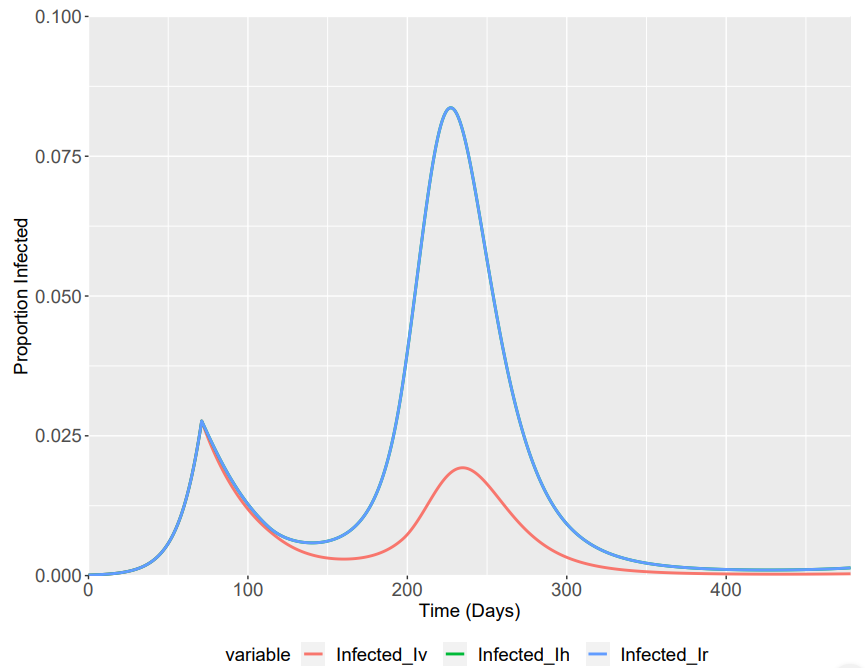 0.100
0.075
0.050
0.025
0.000
Proportion Infected
0 100 200 300 400
Time (Days)
variable Infected_Iv Infected_Ih Infected_Ir